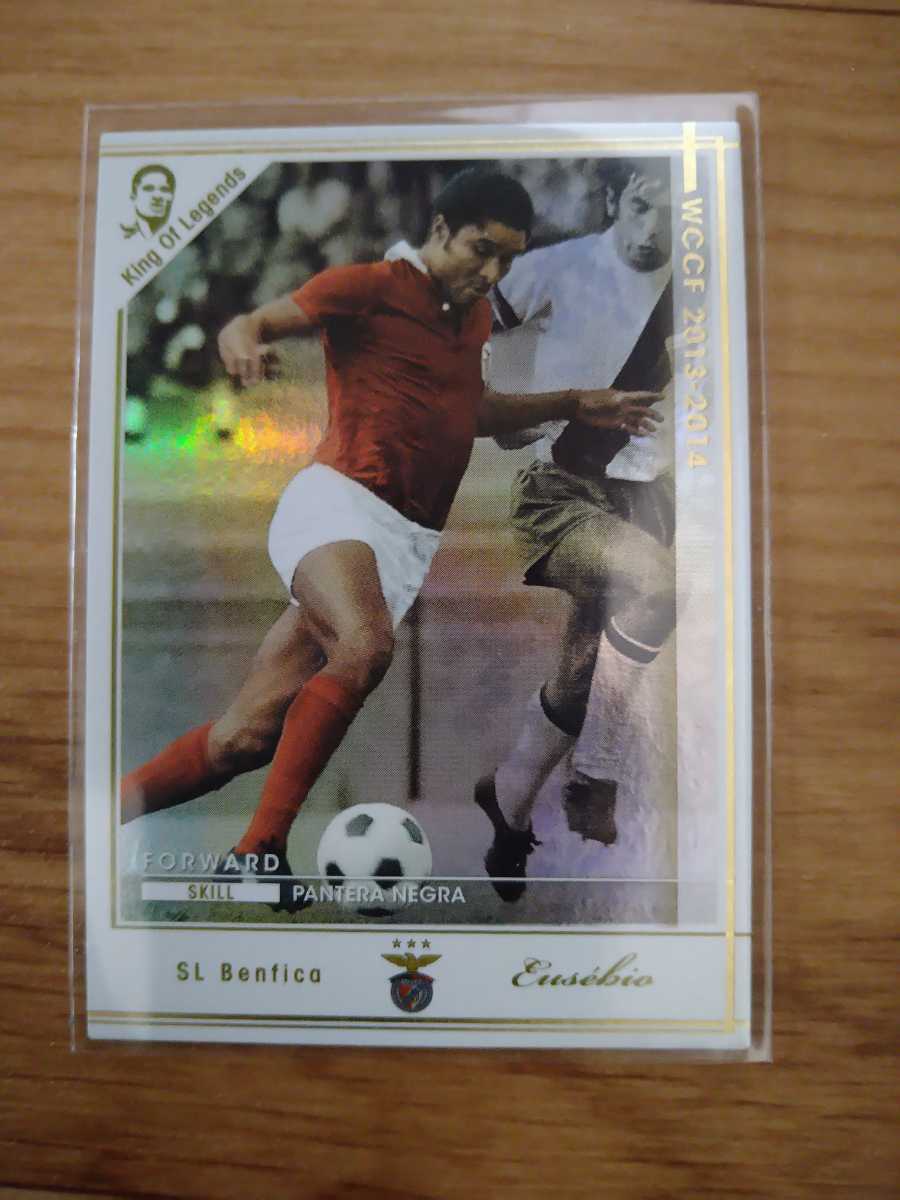 King Of Legends
WCCF 2013-2014
FORWARD
SKILL PANTERA NEGRA
SL Benfica
Eusébio